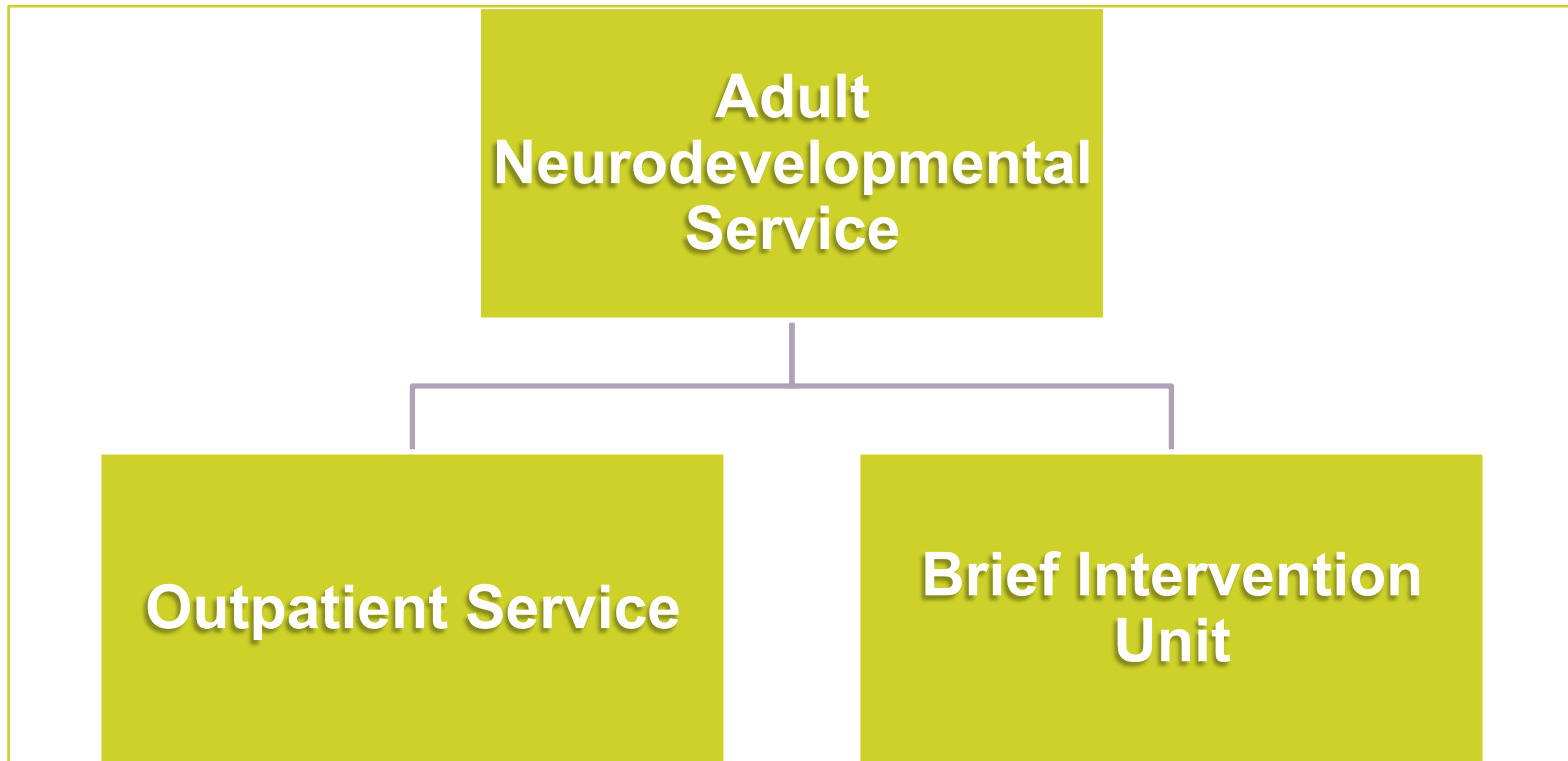 Adult
Neurodevelopmental
Service
Outpatient Service
Brief Intervention
Unit